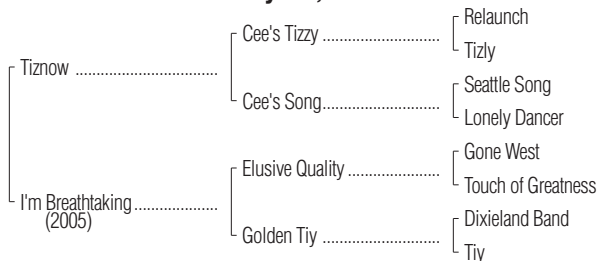 Relaunch
Cee's Tizzy ........................
Tizly
Tiznow .............................
Seattle Song
Cee's Song........................
Lonely Dancer
Gone West
Elusive Quality ...................
Touch of Greatness
I'm Breathtaking.................
(2005)
Dixieland Band
Golden Tiy ........................
Tiy